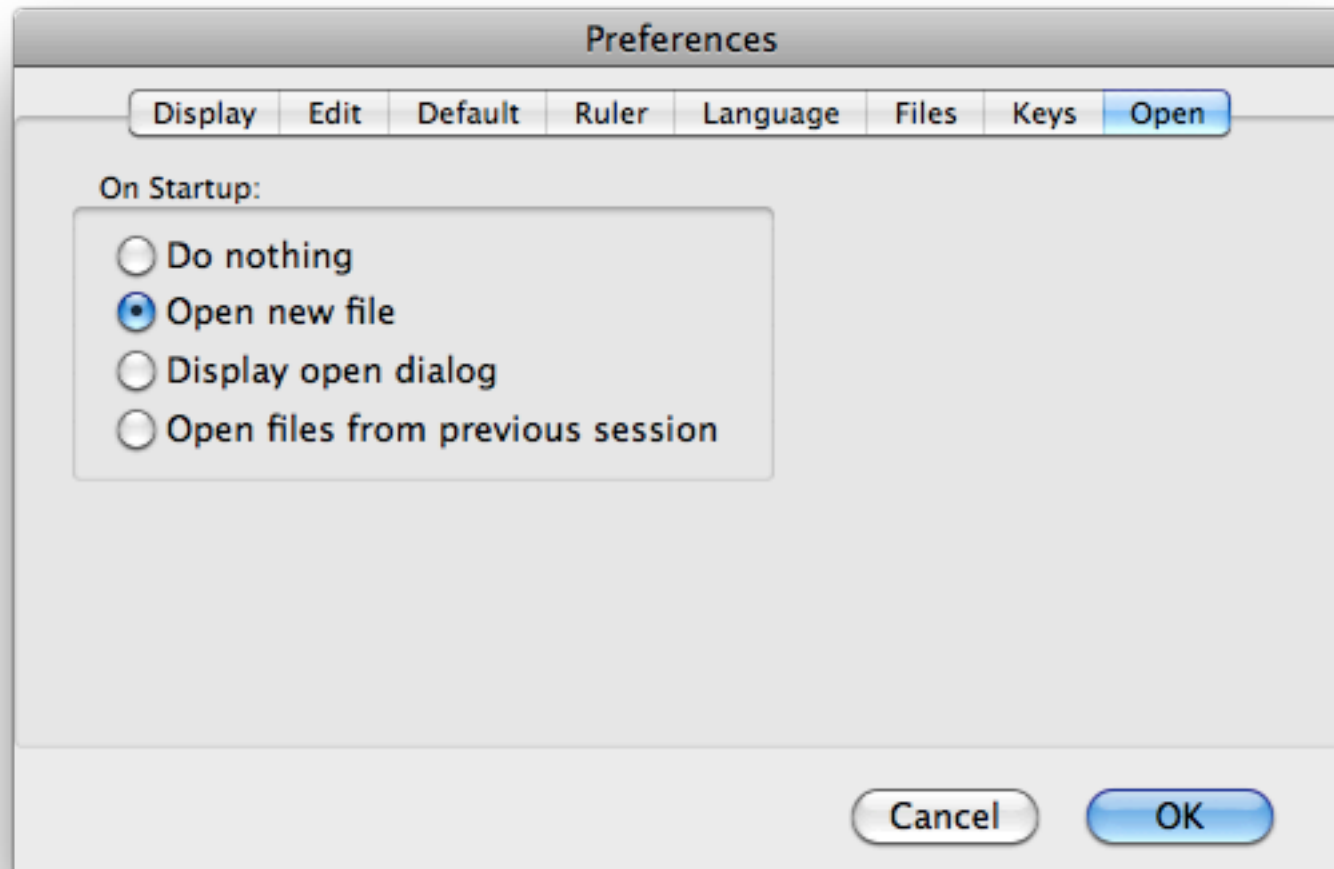 Preferences
Display Edit Default Ruler Language Files Keys Open
On Startup:
Do nothing
Open new file
Display open dialog
Open files from previous session
Cancel OK